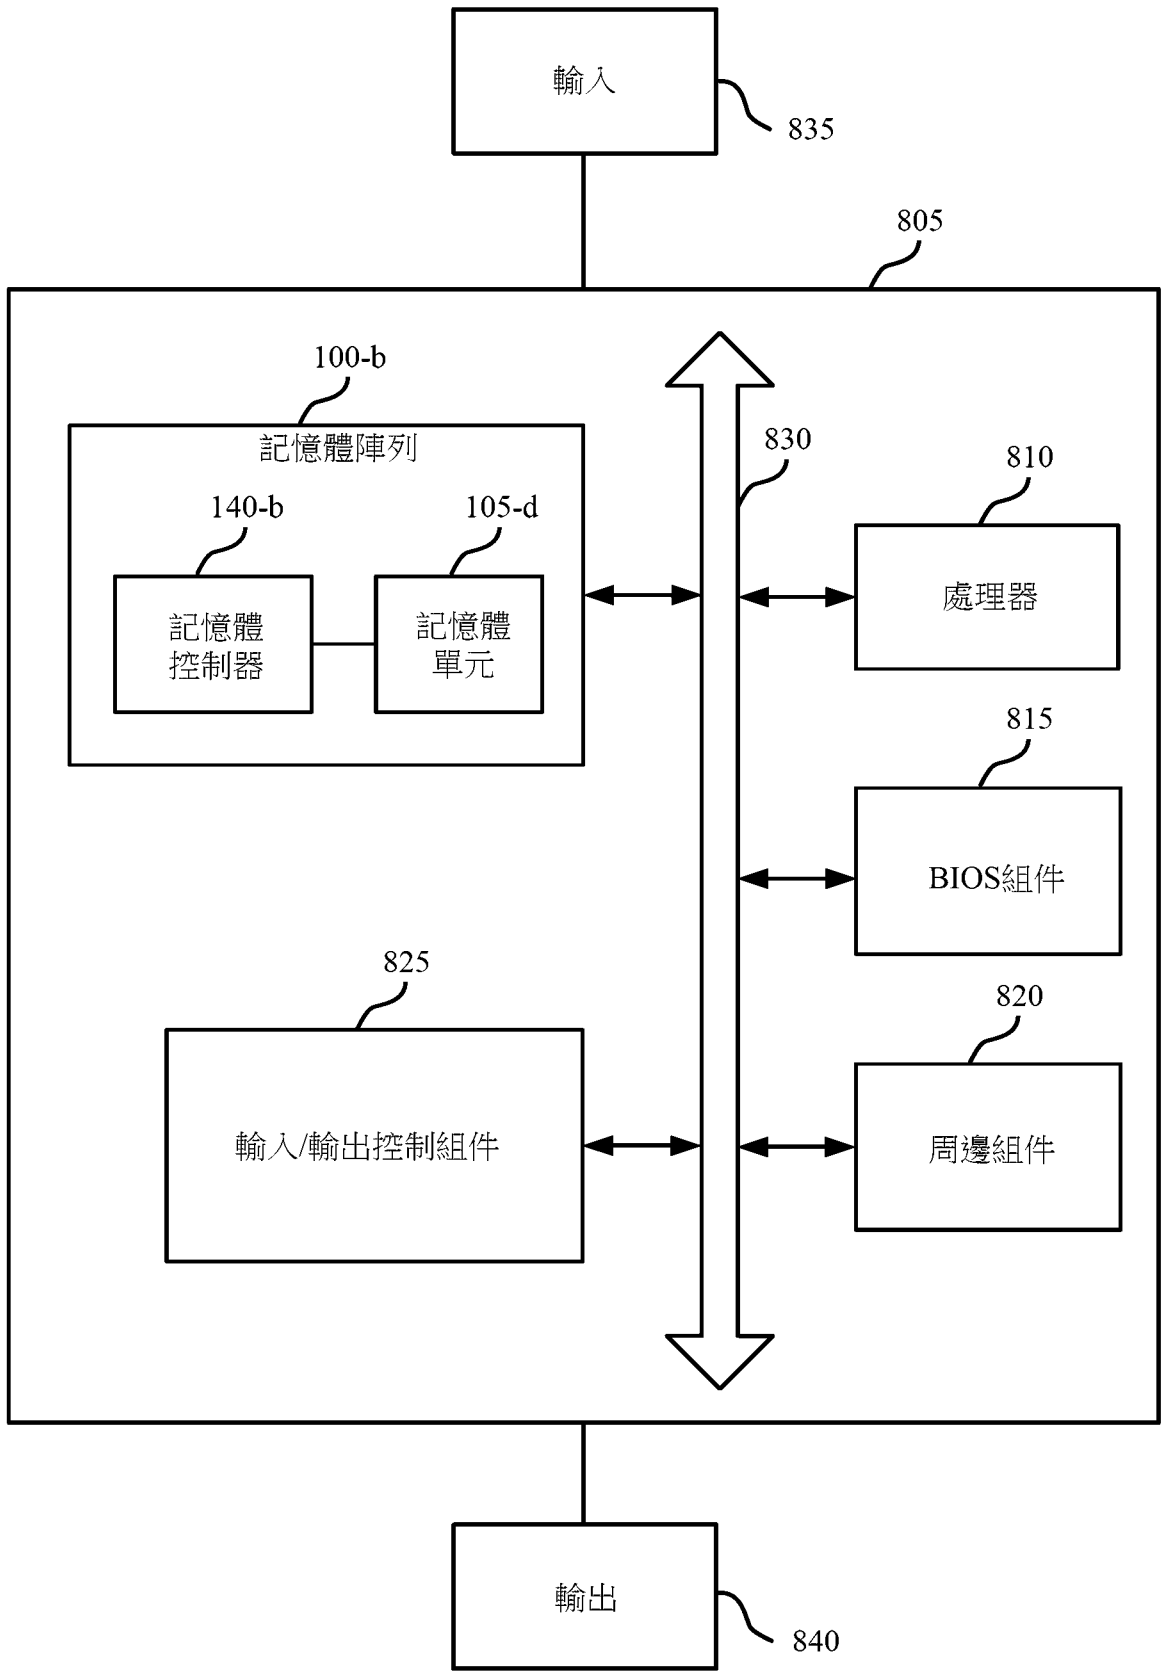 輸入
835
805
100-b
記憶體陣列
830
810
140-b
105-d
處理器
記憶體
控制器
記憶體
單元
815
BIOS組件
825
820
輸入/輸出控制組件
周邊組件
輸出
840